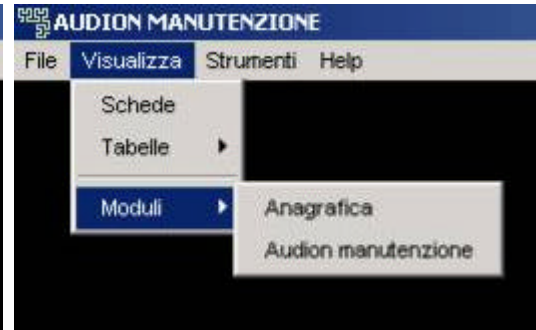 AUDION MANUTENZIONE
File Visualizza Strumenti Help
Schede
Tabelle
Moduli
Anagrafica
Audion manutenzione